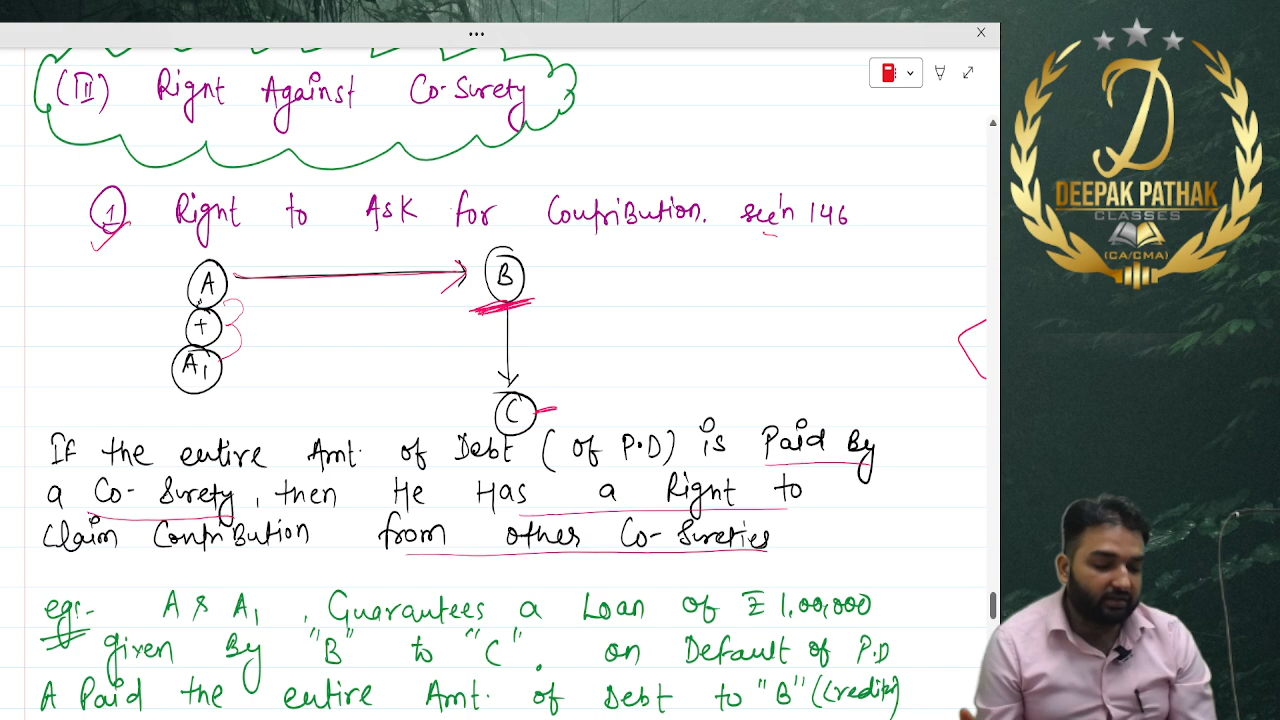 (III) Right Against Co-Surety
① Right to Ask for Contribution. secn 146
A
B
+
A1
C
If the entire Amt. of Debt (of P.D) is Paid By
a Co-Surety, then He Has a Right to
Claim Contribution from other Co-Sureties
eg:- A & A1, Guarantees a Loan of ₹ 1,00,000
given By "B" to "C". on Default of P.D
A Paid the entire Amt. of Debt to "B" (Creditor)
D
DEEPAK PATHAK
CLASSES
(CA/CMA)